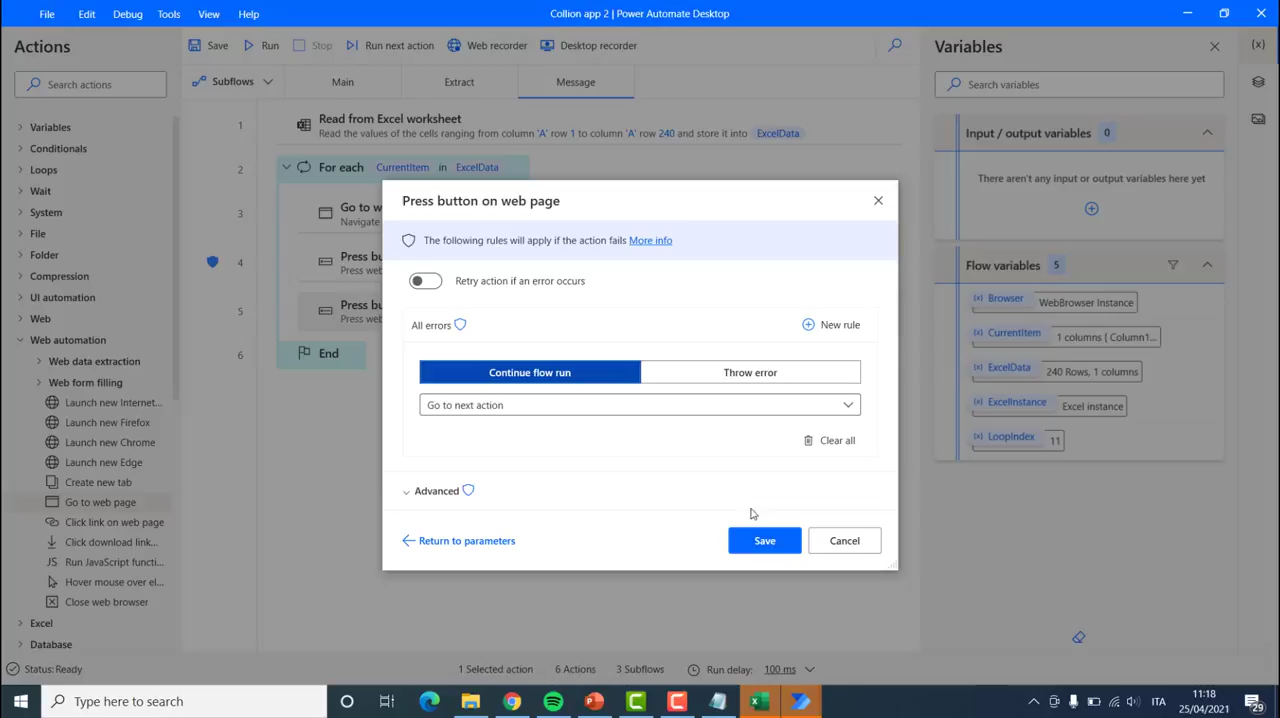 File Edit Debug Tools View Help Collion app 2 | Power Automate Desktop
Actions
Search actions
Variables
Conditionals
Loops
Wait
System
File
Folder
Compression
UI automation
Web
Web automation
Web data extraction
Web form filling
Launch new Internet...
Launch new Firefox
Launch new Chrome
Launch new Edge
Create new tab
Go to web page
Click link on web page
Click download link...
JS Run JavaScript functi...
Hover mouse over el...
Close web browser
Excel
Database
Save Run Stop Run next action Web recorder Desktop recorder
Subflows Main Extract Message
1 Read from Excel worksheet
Read the values of the cells ranging from column 'A' row 1 to column 'A' row 240 and store it into ExcelData
2 For each CurrentItem in ExcelData
3 Go to w
Navigate
4 Press bu
Press web
5 Press bu
Press web
6 End
Press button on web page
The following rules will apply if the action fails More info
Retry action if an error occurs
All errors New rule
Continue flow run Throw error
Go to next action
Clear all
Advanced
Return to parameters Save Cancel
Variables
{x}
Search variables
Input / output variables 0
There aren't any input or output variables here yet
Flow variables 5
{x} Browser WebBrowser Instance
{x} CurrentItem 1 columns { Column1...
{x} ExcelData 240 Rows, 1 columns
{x} ExcelInstance Excel instance
{x} LoopIndex 11
Status: Ready 1 Selected action 6 Actions 3 Subflows Run delay: 100 ms
Type here to search ITA 11:18
25/04/2021 29